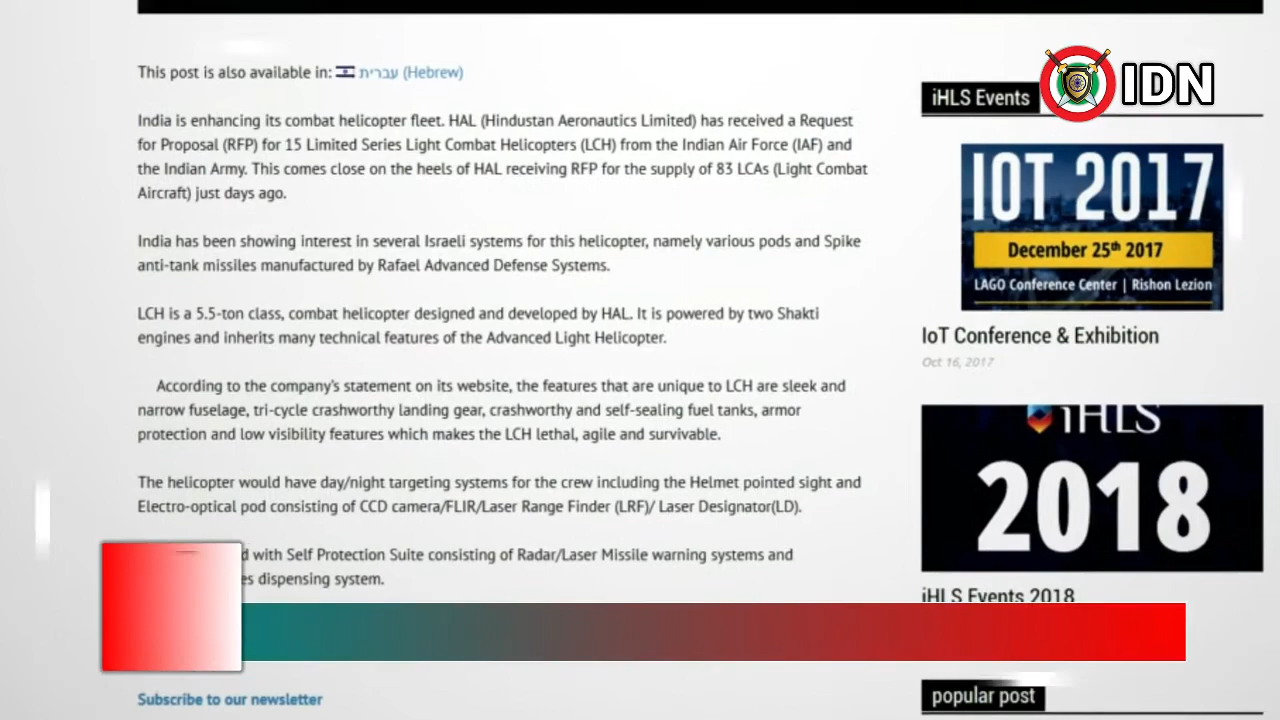 This post is also available in: עברית (Hebrew)
India is enhancing its combat helicopter fleet. HAL (Hindustan Aeronautics Limited) has received a Request
for Proposal (RFP) for 15 Limited Series Light Combat Helicopters (LCH) from the Indian Air Force (IAF) and
the Indian Army. This comes close on the heels of HAL receiving RFP for the supply of 83 LCAs (Light Combat
Aircraft) just days ago.
India has been showing interest in several Israeli systems for this helicopter, namely various pods and Spike
anti-tank missiles manufactured by Rafael Advanced Defense Systems.
LCH is a 5.5-ton class, combat helicopter designed and developed by HAL. It is powered by two Shakti
engines and inherits many technical features of the Advanced Light Helicopter.
According to the company's statement on its website, the features that are unique to LCH are sleek and
narrow fuselage, tri-cycle crashworthy landing gear, crashworthy and self-sealing fuel tanks, armor
protection and low visibility features which makes the LCH lethal, agile and survivable.
The helicopter would have day/night targeting systems for the crew including the Helmet pointed sight and
Electro-optical pod consisting of CCD camera/FLIR/Laser Range Finder (LRF)/ Laser Designator(LD).
with Self Protection Suite consisting of Radar/Laser Missile warning systems and
dispensing system.
Subscribe to our newsletter
IDN
iHLS Events
IOT 2017
December 25th 2017
LAGO Conference Center | Rishon Lezion
IoT Conference & Exhibition
Oct 16, 2017
iHLS
2018
iHLS Events 2018
popular post